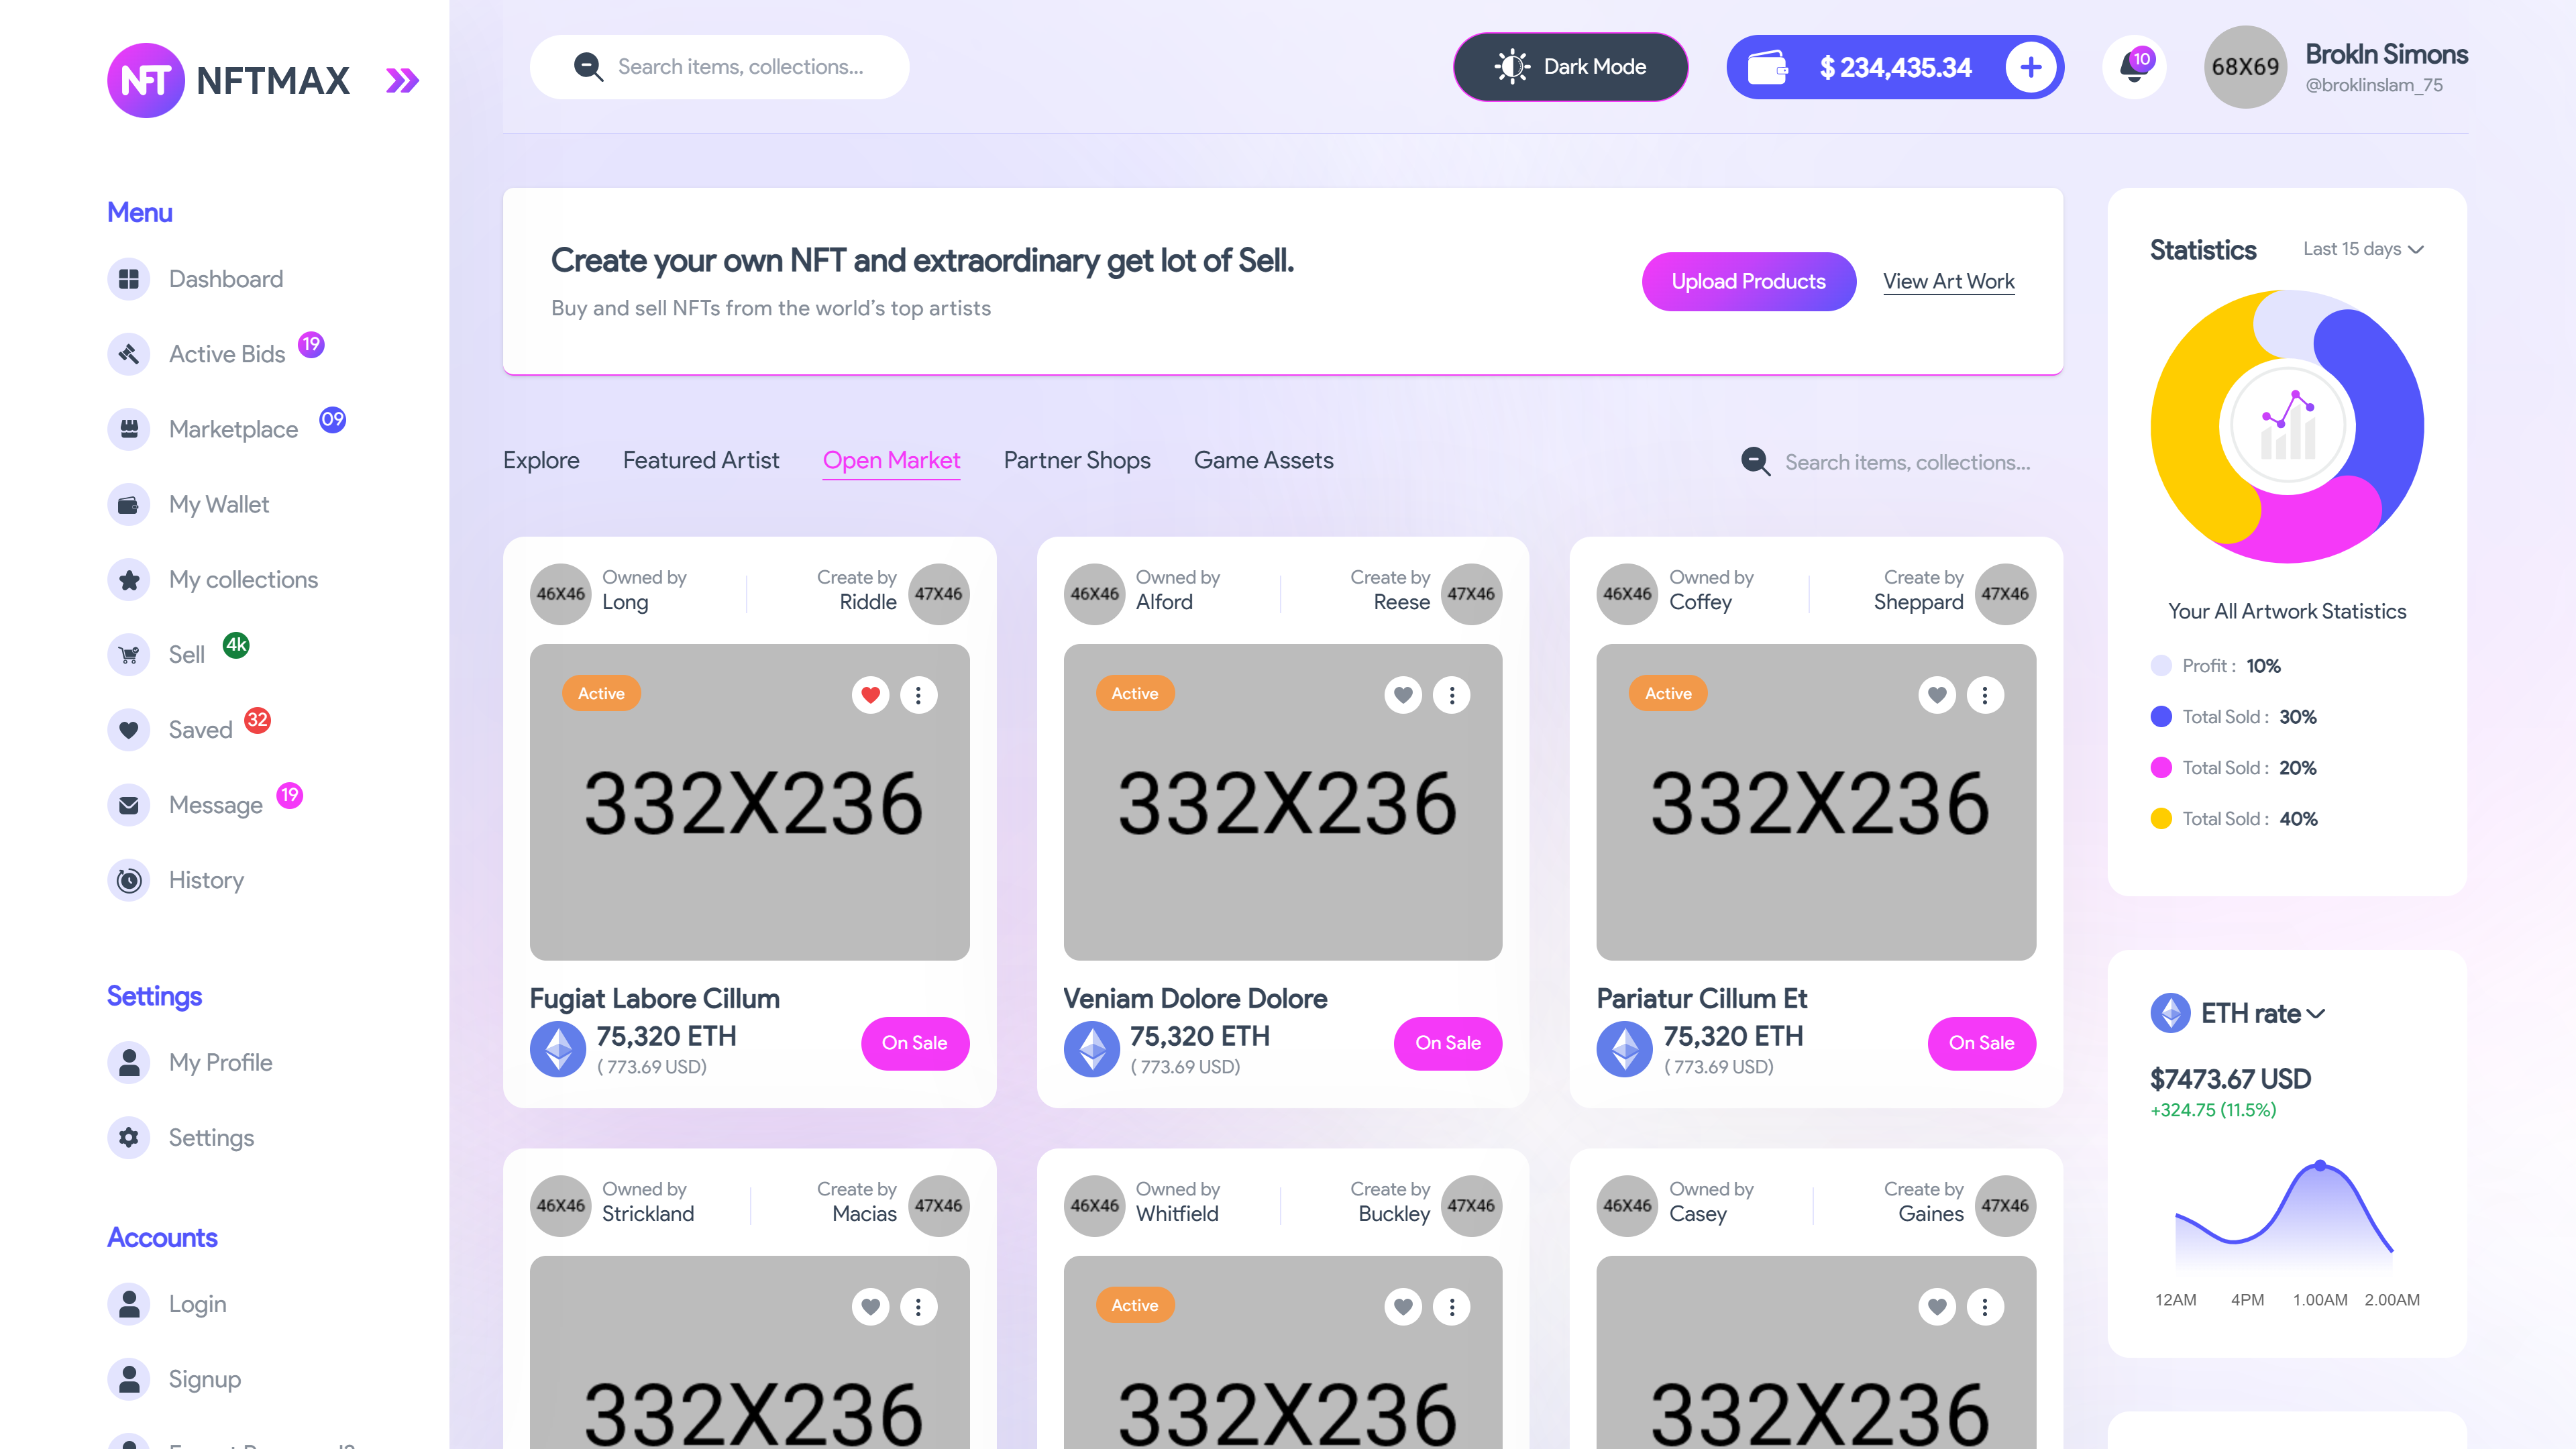 NFT NFTMAX
Menu
Dashboard
Active Bids 19
Marketplace 09
My Wallet
My collections
Sell 4k
Saved 32
Message 19
History
Settings
My Profile
Settings
Accounts
Login
Signup
Search items, collections...
Dark Mode
$ 234,435.34
10
68X69
Brokln Simons
@broklinslam_75
Create your own NFT and extraordinary get lot of Sell.
Buy and sell NFTs from the world's top artists
Upload Products
View Art Work
Explore Featured Artist Open Market Partner Shops Game Assets
Search items, collections...
46X46
Owned by
Long
Create by
Riddle
47X46
Active
332X236
Fugiat Labore Cillum
75,320 ETH
( 773.69 USD)
On Sale
46X46
Owned by
Alford
Create by
Reese
47X46
Active
332X236
Veniam Dolore Dolore
75,320 ETH
( 773.69 USD)
On Sale
46X46
Owned by
Coffey
Create by
Sheppard
47X46
Active
332X236
Pariatur Cillum Et
75,320 ETH
( 773.69 USD)
On Sale
46X46
Owned by
Strickland
Create by
Macias
47X46
332X236
46X46
Owned by
Whitfield
Create by
Buckley
47X46
Active
332X236
46X46
Owned by
Casey
Create by
Gaines
47X46
332X236
Statistics
Last 15 days
Your All Artwork Statistics
Profit : 10%
Total Sold : 30%
Total Sold : 20%
Total Sold : 40%
ETH rate
$7473.67 USD
+324.75 (11.5%)
12AM 4PM 1.00AM 2.00AM